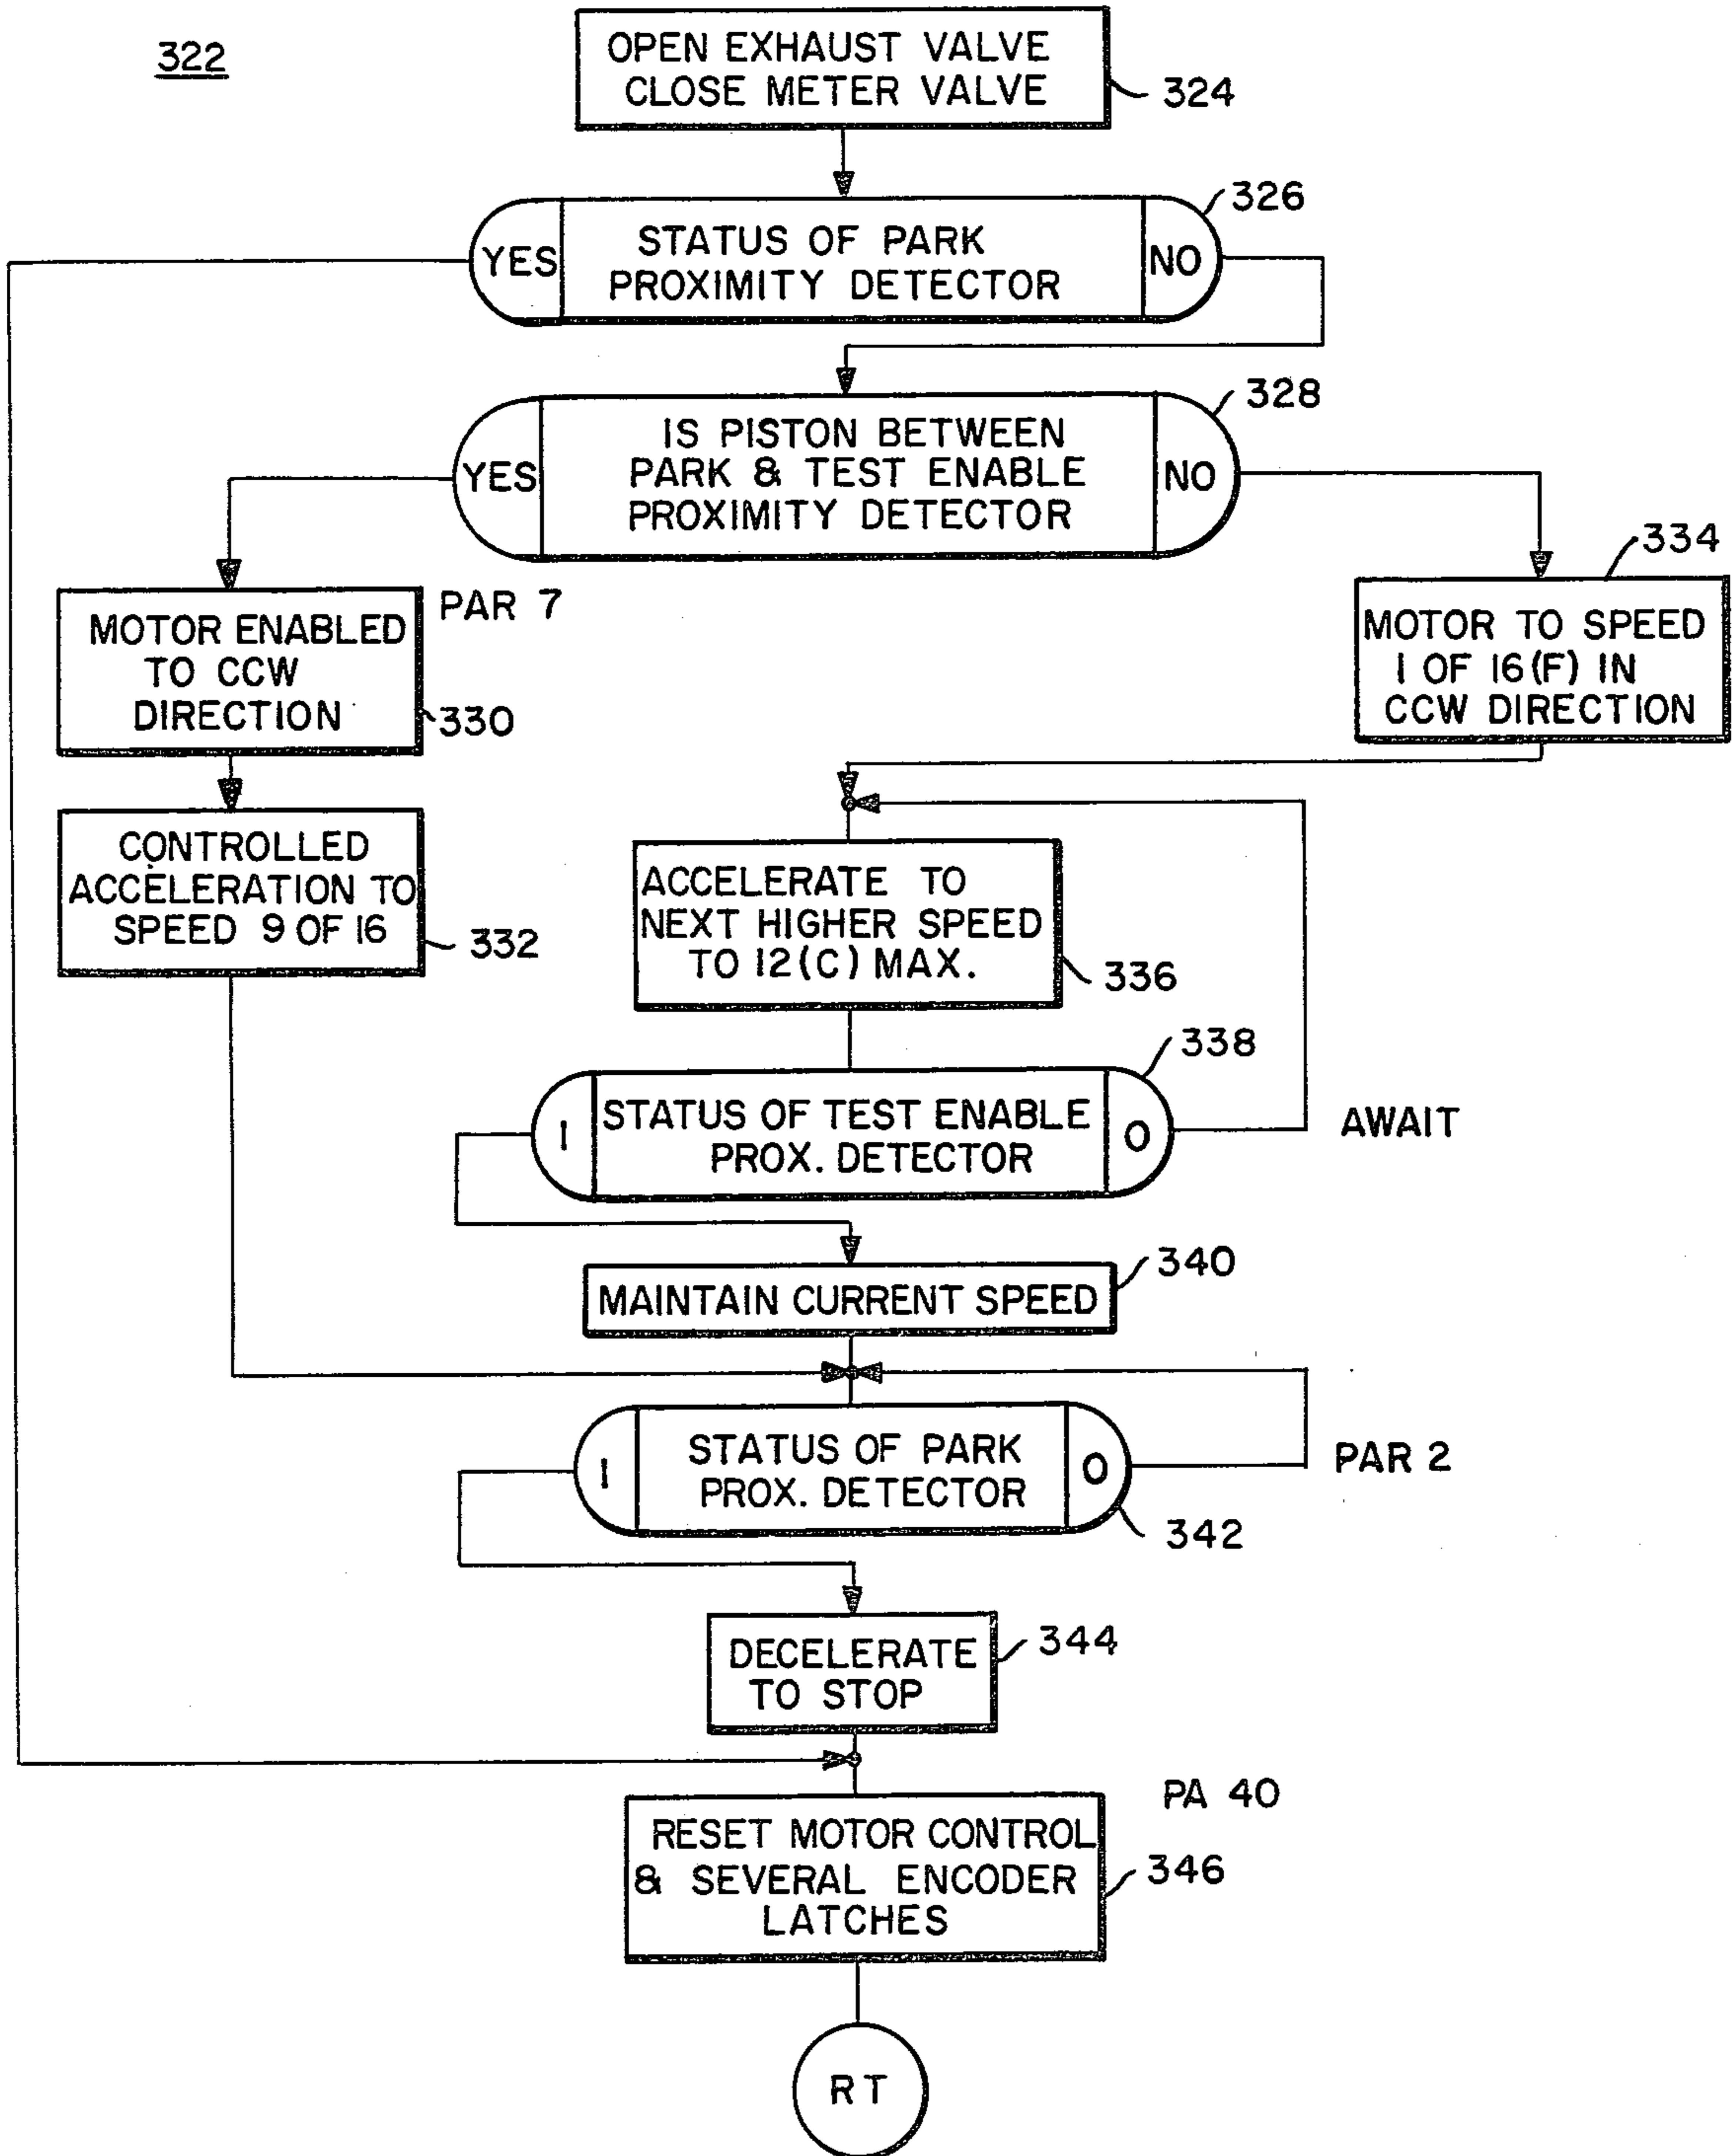 322
OPEN EXHAUST VALVE
CLOSE METER VALVE
324
326
YES
STATUS OF PARK
PROXIMITY DETECTOR
NO
328
YES
IS PISTON BETWEEN
PARK & TEST ENABLE
PROXIMITY DETECTOR
NO
334
PAR 7
MOTOR ENABLED
TO CCW
DIRECTION
330
MOTOR TO SPEED
1 OF 16 (F) IN
CCW DIRECTION
CONTROLLED
ACCELERATION TO
SPEED 9 OF 16
332
ACCELERATE TO
NEXT HIGHER SPEED
TO 12 (C) MAX.
336
338
1
STATUS OF TEST ENABLE
PROX. DETECTOR
0
AWAIT
340
MAINTAIN CURRENT SPEED
1
STATUS OF PARK
PROX. DETECTOR
0
PAR 2
342
DECELERATE
TO STOP
344
PA 40
RESET MOTOR CONTROL
& SEVERAL ENCODER
LATCHES
346
RT